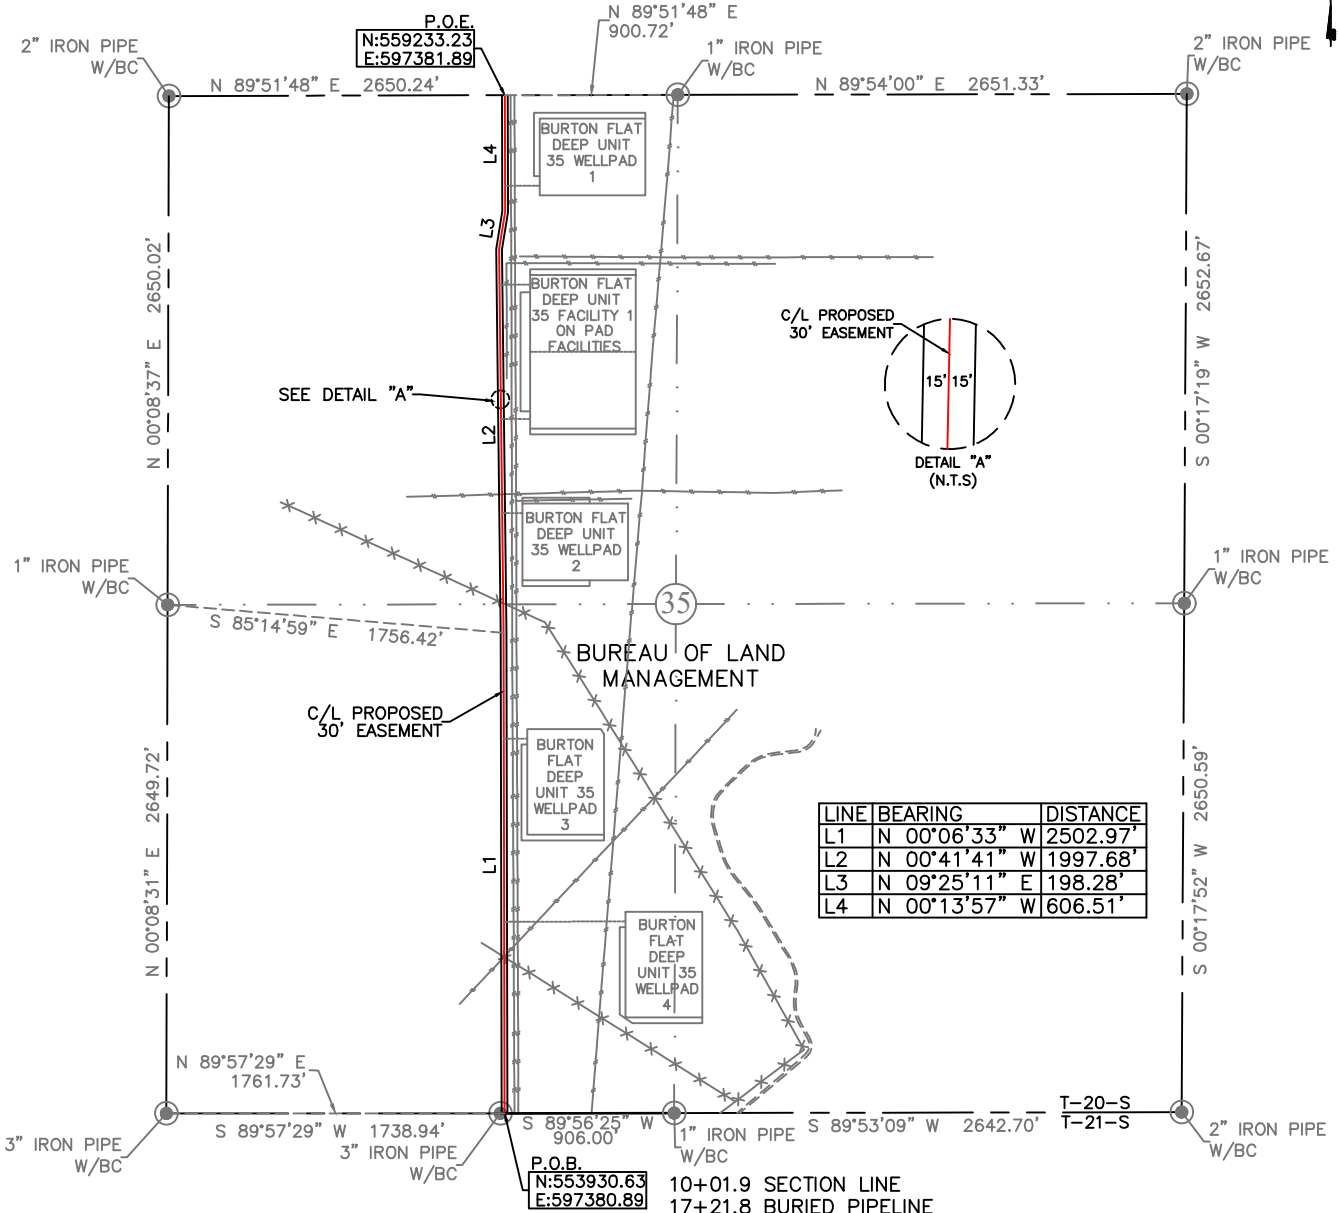 N 89°51'48" E
900.72'
P.O.E.
N:559233.23
E:597381.89
2" IRON PIPE
W/BC
1" IRON PIPE
W/BC
2" IRON PIPE
W/BC
N 89°51'48" E 2650.24'
N 89°54'00" E 2651.33'
L4
BURTON FLAT
DEEP UNIT
35 WELLPAD
1
L3
N 00°08'37" E 2650.02'
S 00°17'19" W 2652.67'
BURTON FLAT
DEEP UNIT
35 FACILITY 1
ON PAD
FACILITIES
C/L PROPOSED
30' EASEMENT
15' 15'
DETAIL "A"
(N.T.S)
SEE DETAIL "A"
L2
BURTON FLAT
DEEP UNIT
35 WELLPAD
2
1" IRON PIPE
W/BC
1" IRON PIPE
W/BC
35
S 85°14'59" E 1756.42'
BUREAU OF LAND
MANAGEMENT
C/L PROPOSED
30' EASEMENT
BURTON
FLAT
DEEP
UNIT 35
WELLPAD
3
N 00°08'31" E 2649.72'
S 00°17'52" W 2650.59'
LINE BEARING DISTANCE
L1 N 00°06'33" W 2502.97'
L2 N 00°41'41" W 1997.68'
L3 N 09°25'11" E 198.28'
L4 N 00°13'57" W 606.51'
L1
BURTON
FLAT
DEEP
UNIT 35
WELLPAD
4
N 89°57'29" E
1761.73'
S 89°57'29" W 1738.94'
S 89°56'25" W
906.00'
S 89°53'09" W 2642.70'
T-20-S
T-21-S
3" IRON PIPE
W/BC
3" IRON PIPE
W/BC
1" IRON PIPE
W/BC
2" IRON PIPE
W/BC
P.O.B.
N:553930.63
E:597380.89
10+01.9 SECTION LINE
17+21.8 BURIED PIPELINE